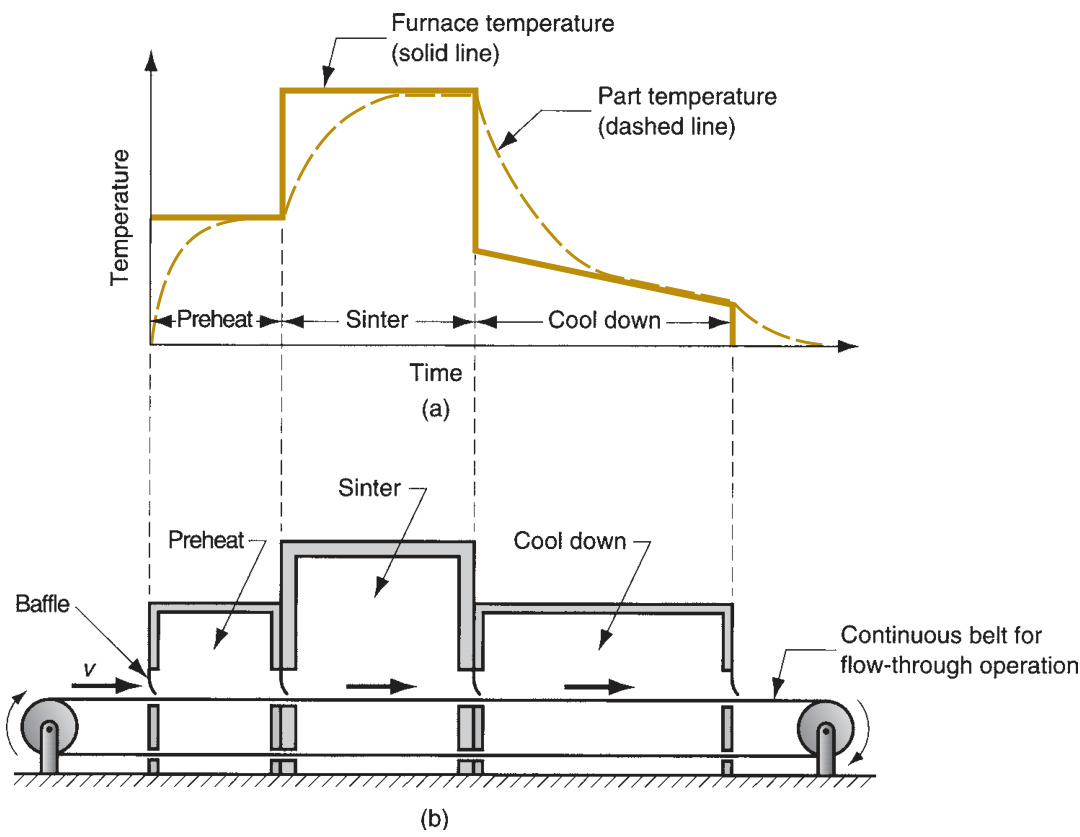 Furnace temperature
(solid line)
Part temperature
(dashed line)
Temperature
Preheat
Sinter
Cool down
Time
(a)
Sinter
Preheat
Cool down
Baffle
v
Continuous belt for
flow-through operation
(b)